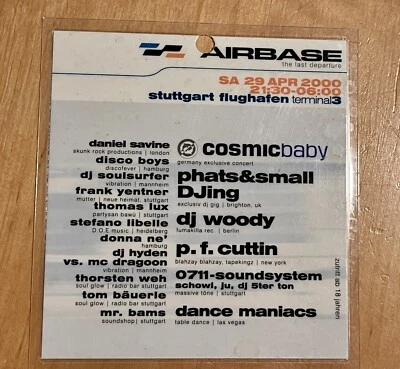 AIRBASE
the last departure
SA 29 APR 2000
21:30-06:00
stuttgart flughafen terminal3
daniel savine
skunk rock productions | london
disco boys
discofever | hamburg
dj soulsurfer
vibration | mannheim
frank yentner
mutter | neue heimat, stuttgart
thomas lux
partysan bawü | stuttgart
stefano libelle
D.O.E music | heidelberg
donna ne'
hamburg
dj hyden
vs. mc dragoon
vibration | mannheim
thorsten weh
soul glow | radio bar stuttgart
tom bäuerle
soul glow | radio bar stuttgart
mr. bams
soundshop | stuttgart
cosmicbaby
germany exclusive concert
phats&small
DJing
exclusiv dj gig | brighton, uk
dj woody
fumakilla rec. | berlin
p. f. cuttin
blahzay blahzay, tapekingz | new york
0711-soundsystem
schowi, ju, dj 5ter ton
massive töne | stuttgart
dance maniacs
table dance | las vegas
zutritt ab 18 jahren